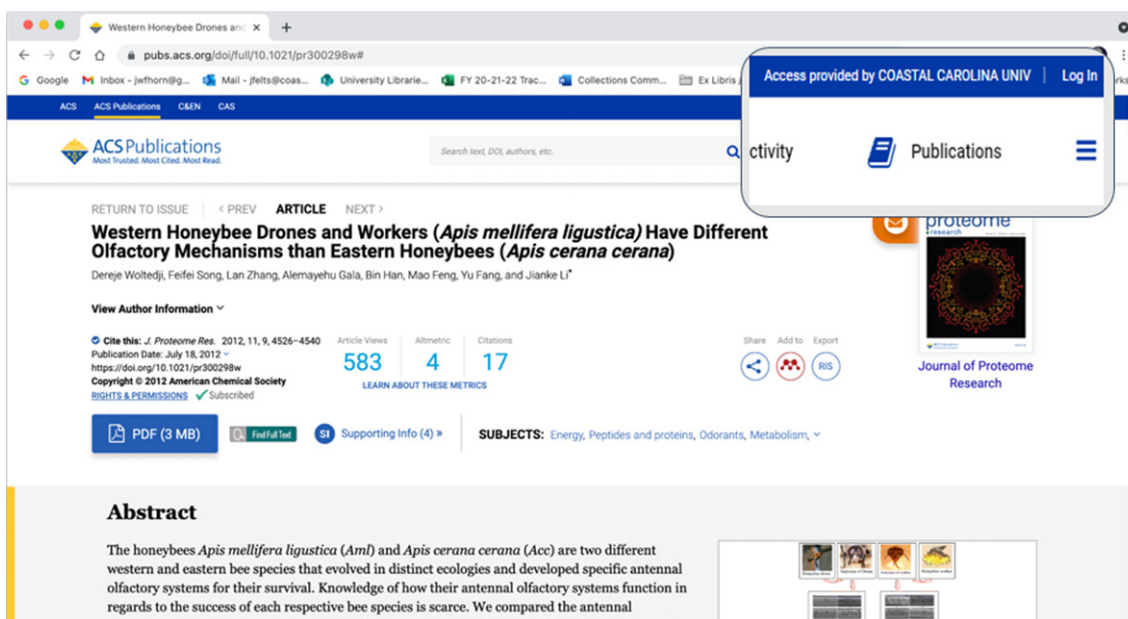 Western Honeybee Drones and
pubs.acs.org/doi/full/10.1021/pr300298w#
Google Inbox - jwfhorn@g... Mail - jfelts@coas... University Librarie... FY 20-21-22 Trac... Collections Comm... Ex Libris
Access provided by COASTAL CAROLINA UNIV | Log In
ACS ACS Publications C&EN CAS
ACS Publications
Most Trusted. Most Cited. Most Read.
Search text, DOI, authors, etc.
ctivity Publications
RETURN TO ISSUE | < PREV ARTICLE NEXT >
Western Honeybee Drones and Workers (Apis mellifera ligustica) Have Different
Olfactory Mechanisms than Eastern Honeybees (Apis cerana cerana)
Dereje Woltedji, Feifei Song, Lan Zhang, Alemayehu Gala, Bin Han, Mao Feng, Yu Fang, and Jianke Li*
View Author Information
Cite this: J. Proteome Res. 2012, 11, 9, 4526–4540
Publication Date: July 18, 2012
https://doi.org/10.1021/pr300298w
Copyright © 2012 American Chemical Society
RIGHTS & PERMISSIONS Subscribed
Article Views
583
Altmetric
4
Citations
17
LEARN ABOUT THESE METRICS
Share Add to Export
RIS
proteome
research
Journal of Proteome
Research
PDF (3 MB)
Find Full Text
SI Supporting Info (4) »
SUBJECTS: Energy, Peptides and proteins, Odorants, Metabolism,
Abstract
The honeybees Apis mellifera ligustica (Aml) and Apis cerana cerana (Acc) are two different
western and eastern bee species that evolved in distinct ecologies and developed specific antennal
olfactory systems for their survival. Knowledge of how their antennal olfactory systems function in
regards to the success of each respective bee species is scarce. We compared the antennal